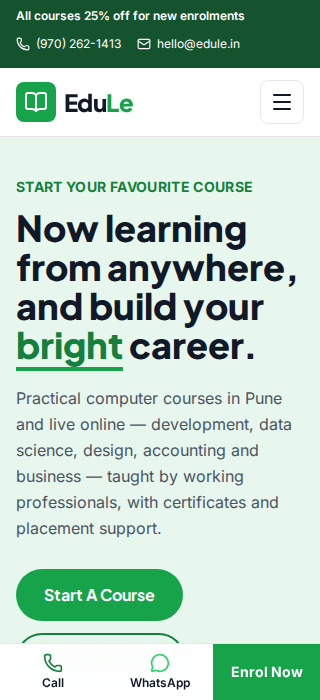 All courses 25% off for new enrolments
(970) 262-1413 hello@edule.in
EduLe
START YOUR FAVOURITE COURSE
Now learning
from anywhere,
and build your
bright career.
Practical computer courses in Pune
and live online — development, data
science, design, accounting and
business — taught by working
professionals, with certificates and
placement support.
Start A Course
Call WhatsApp Enrol Now